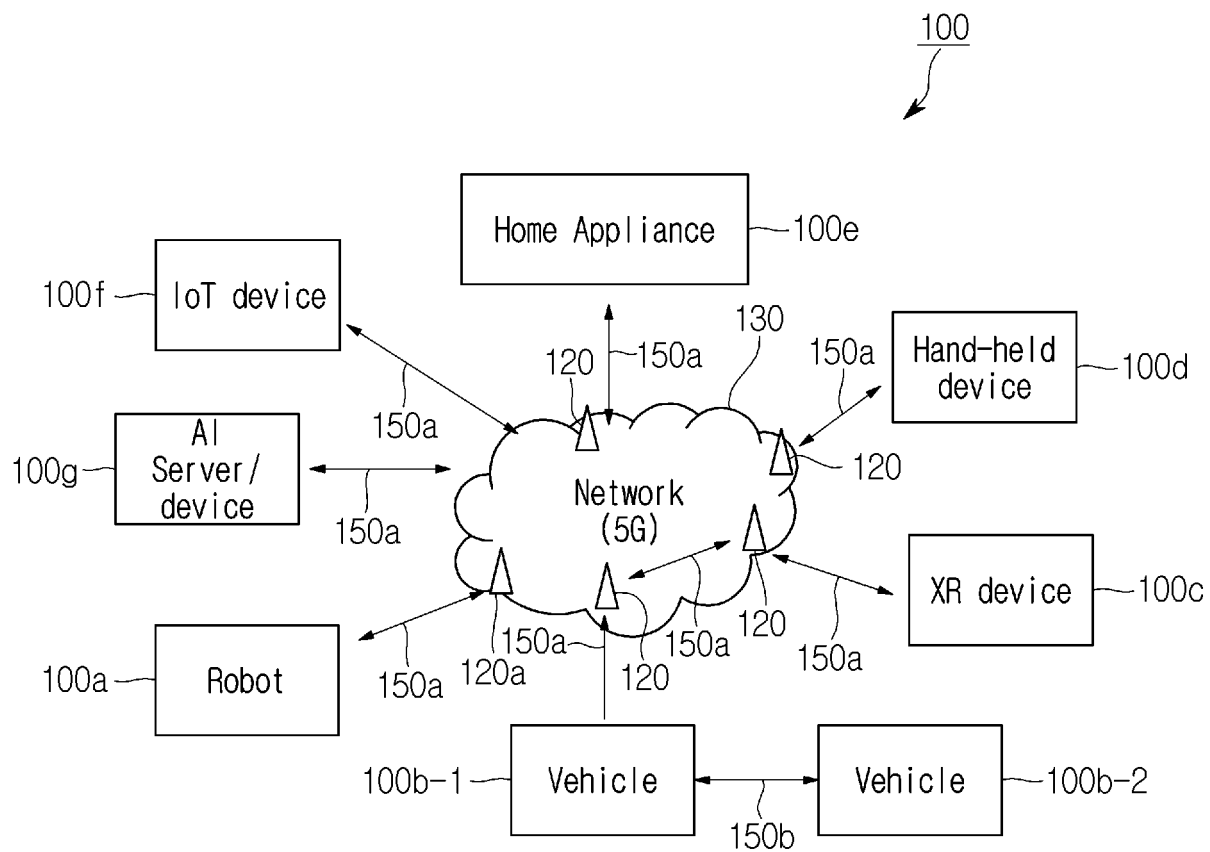 100
Home Appliance
100e
IoT device
100f
130
120
150a
150a
Hand-held
device
100d
150a
AI
Server/
device
100g
150a
120
Network
(5G)
XR device
100c
150a
120
150a
150a
120
120a
150a
Robot
100a
Vehicle
100b-1
Vehicle
100b-2
150b